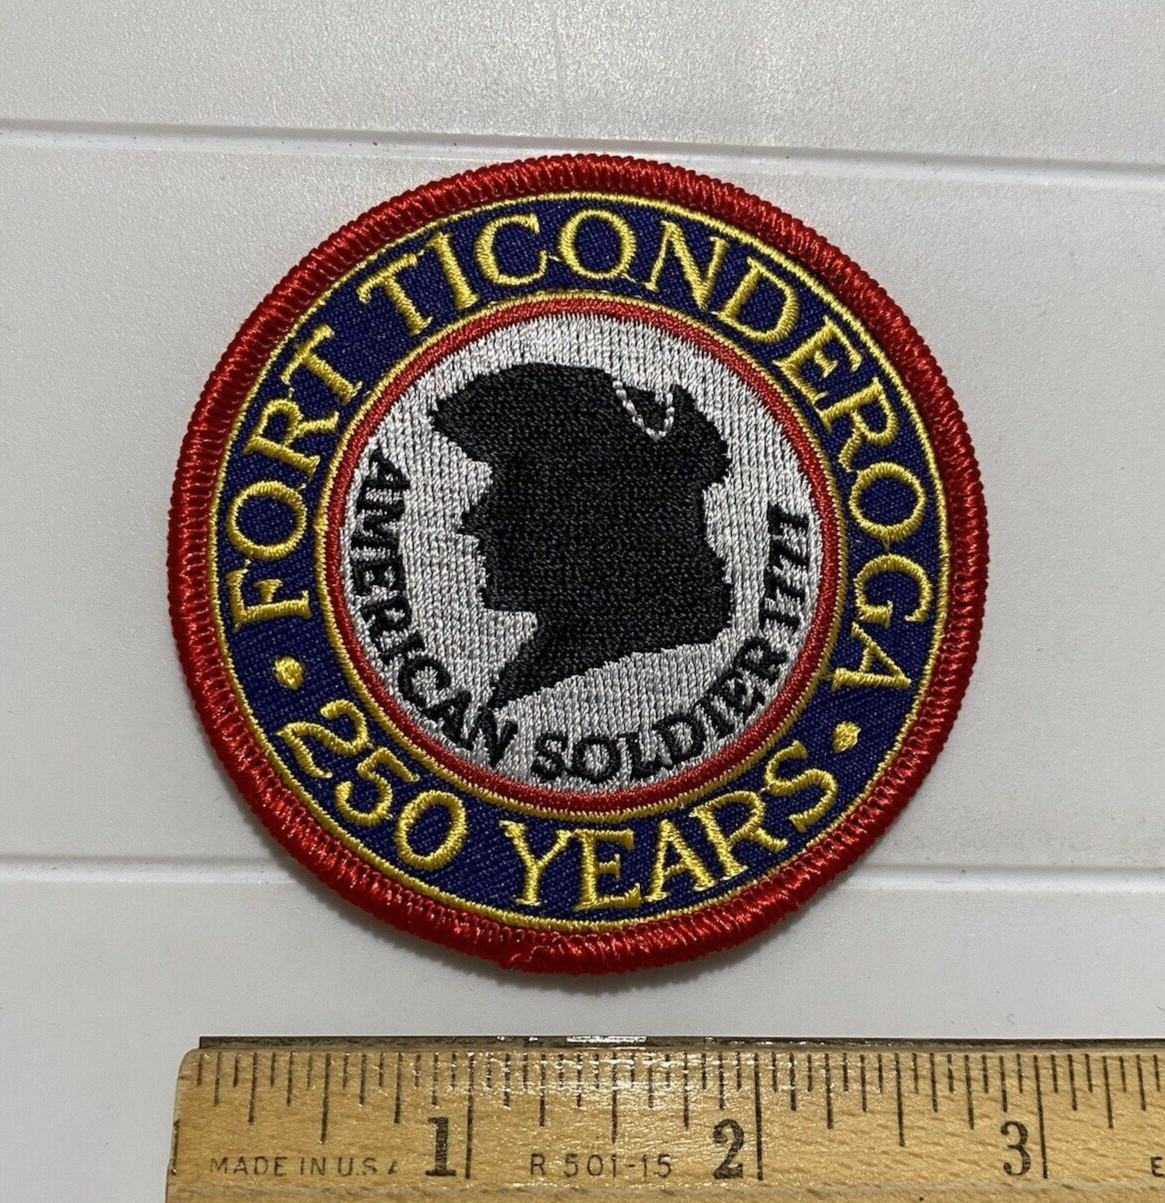 FORT TICONDEROGA
• 250 YEARS •
AMERICAN SOLDIER 1777
1 2 3
MADE IN U.S.A
R 501-15
E